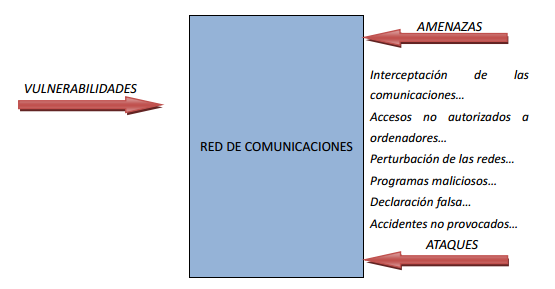 AMENAZAS
VULNERABILIDADES
RED DE COMUNICACIONES
Interceptación de las
comunicaciones…
Accesos no autorizados a
ordenadores…
Perturbación de las redes…
Programas maliciosos…
Declaración falsa…
Accidentes no provocados…
ATAQUES